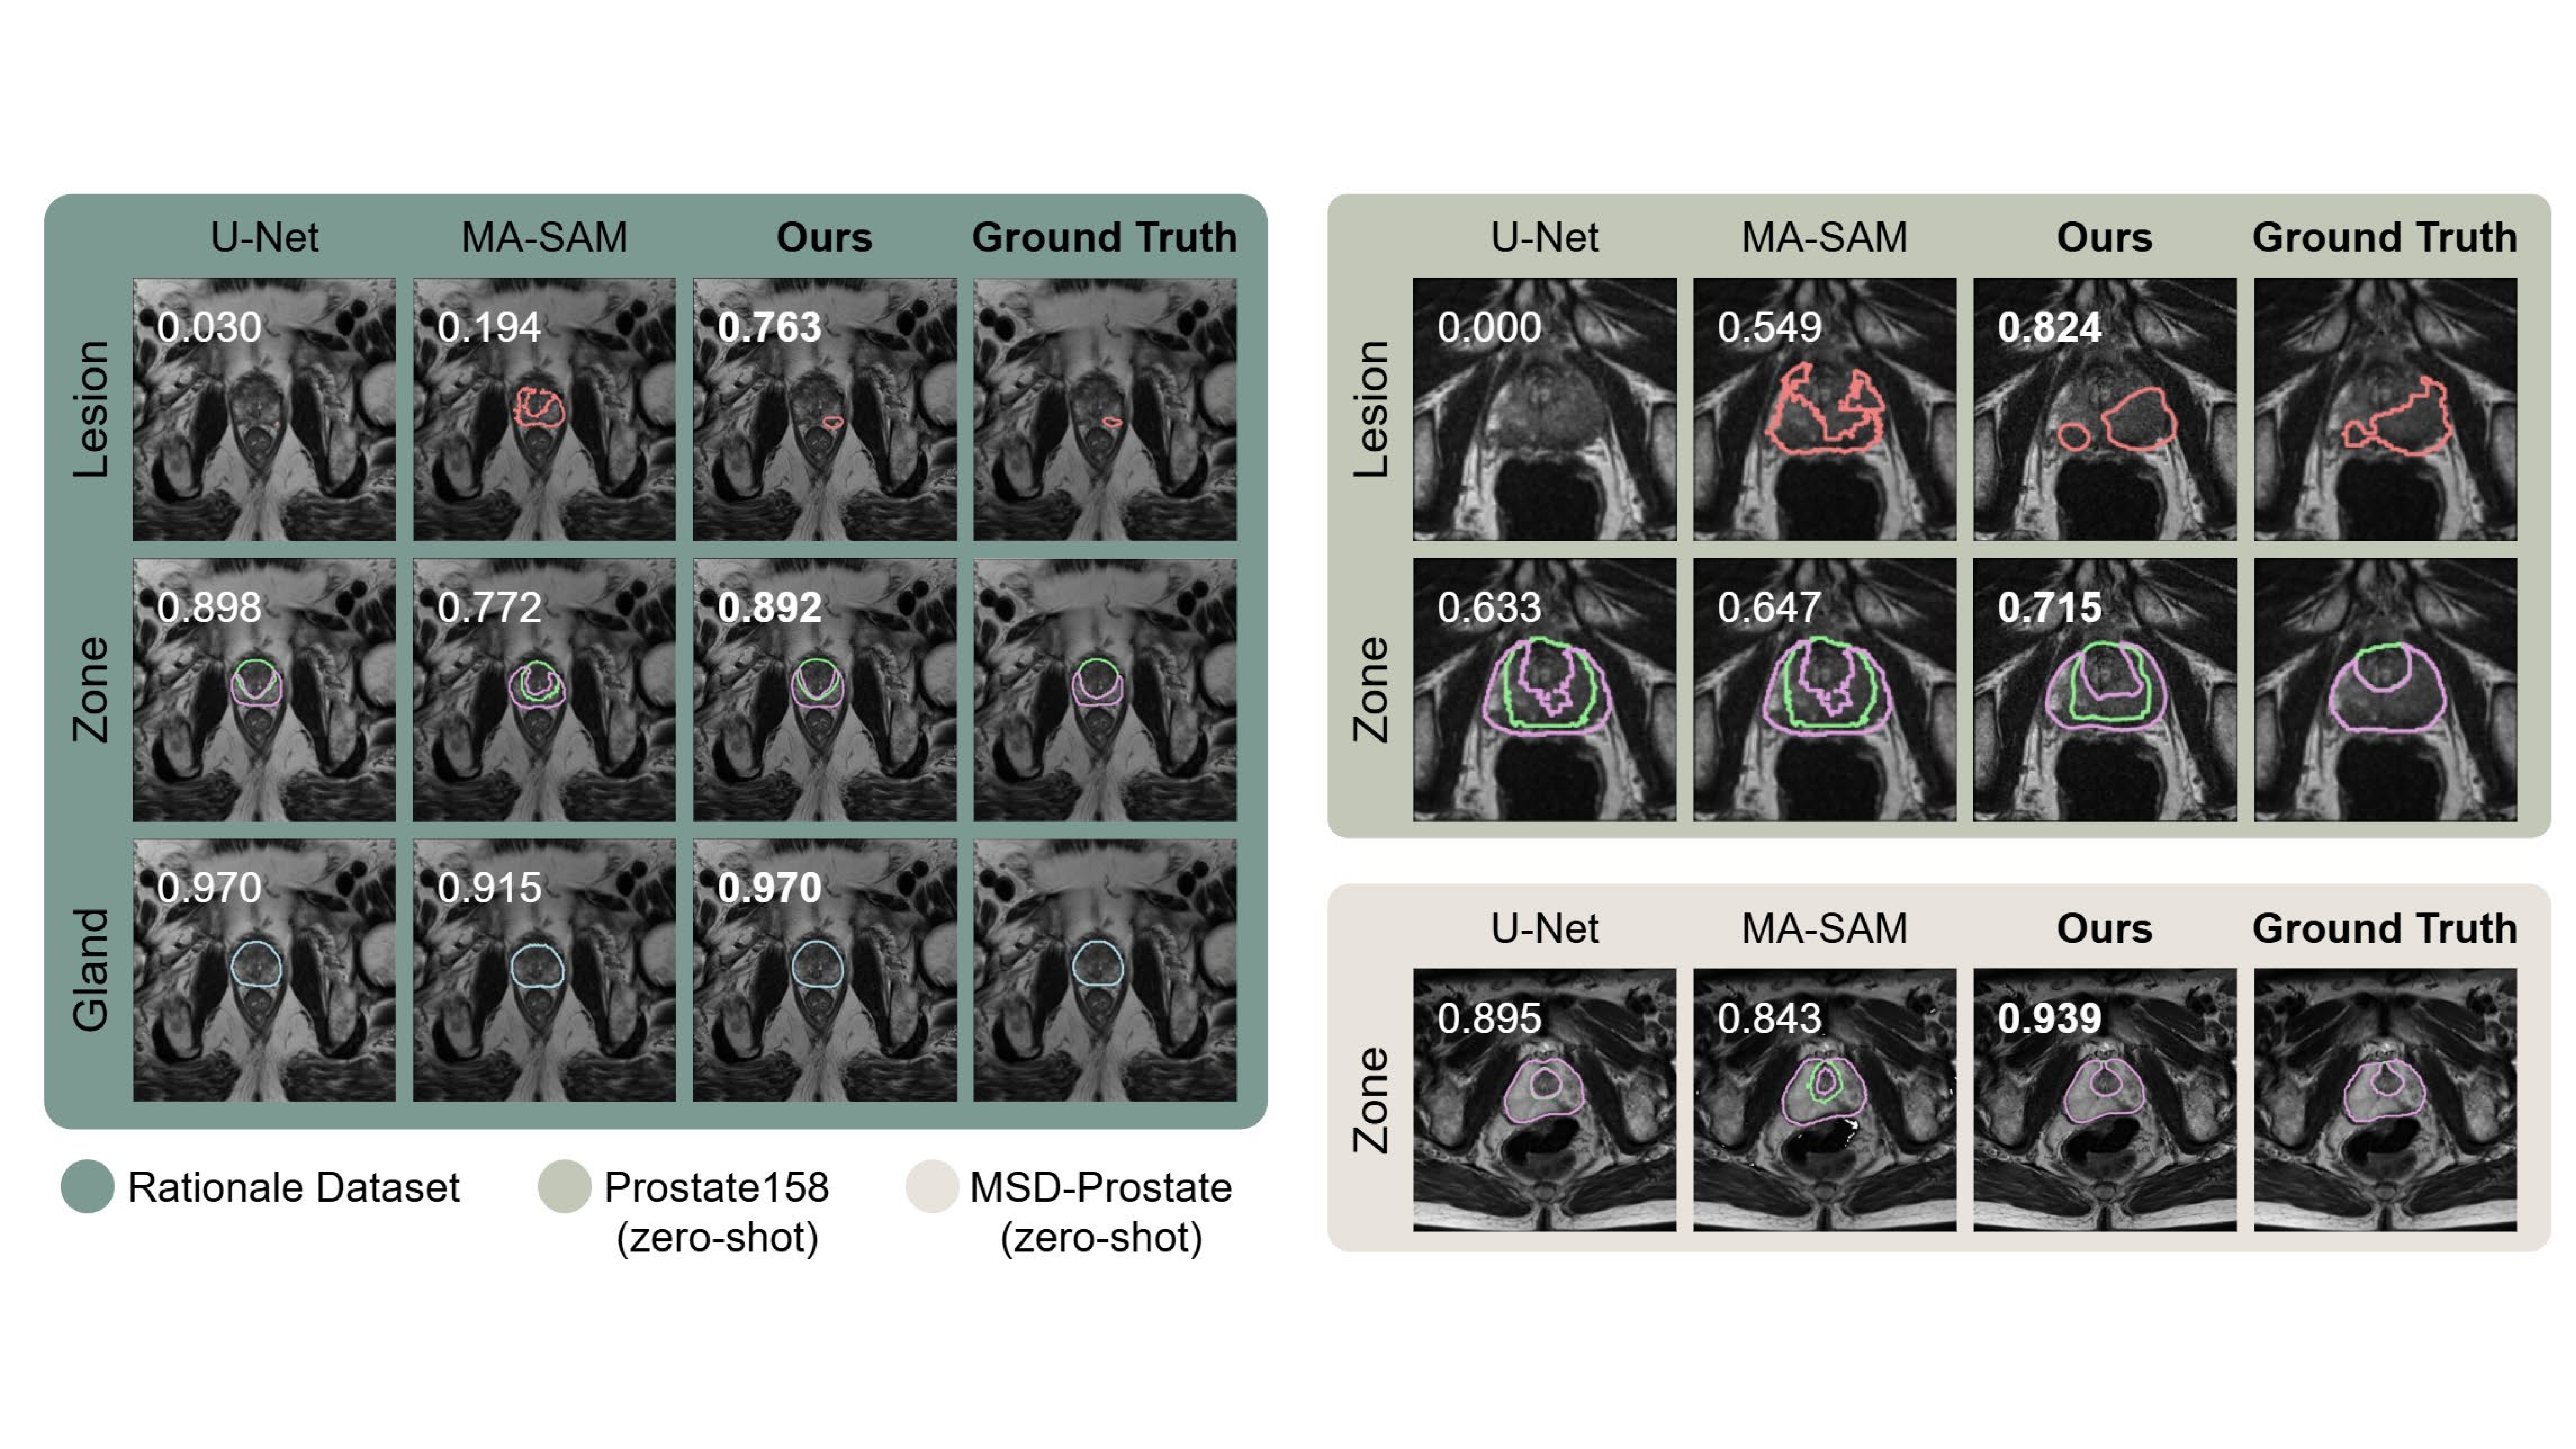 U-Net MA-SAM Ours Ground Truth
Lesion
0.030 0.194 0.763
Zone
0.898 0.772 0.892
Gland
0.970 0.915 0.970
Rationale Dataset
Prostate158
(zero-shot)
MSD-Prostate
(zero-shot)
U-Net MA-SAM Ours Ground Truth
Lesion
0.000 0.549 0.824
Zone
0.633 0.647 0.715
U-Net MA-SAM Ours Ground Truth
Zone
0.895 0.843 0.939